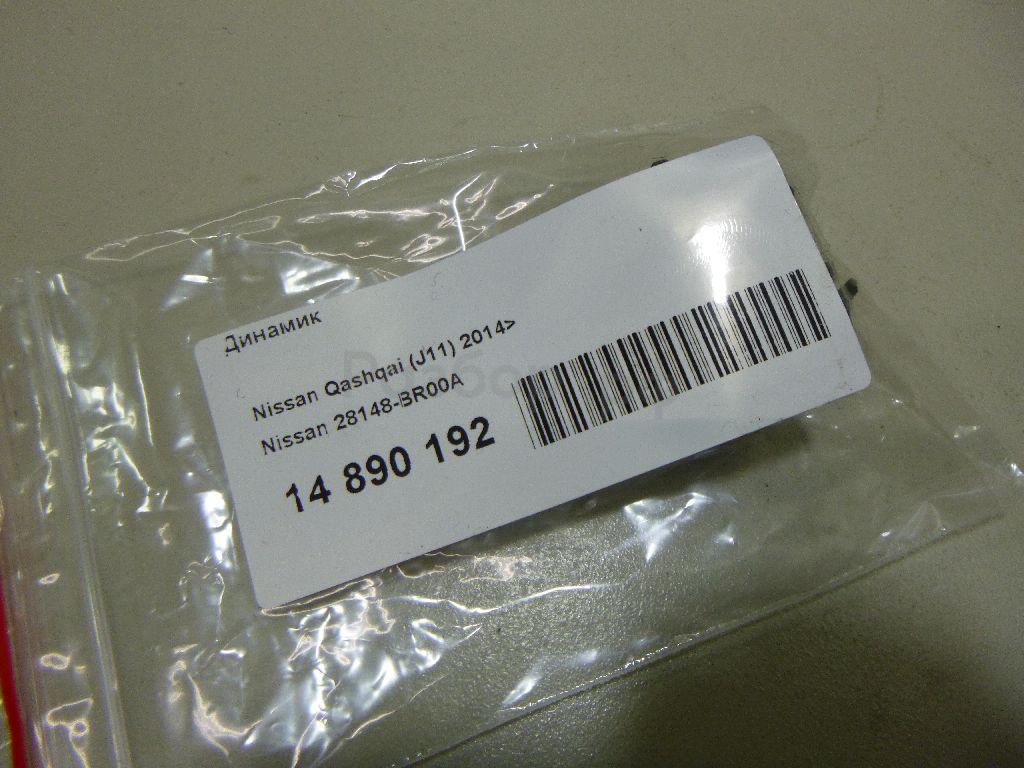 Динамик
Nissan Qashqai (J11) 2014>
Nissan 28148-BR00A
14 890 192